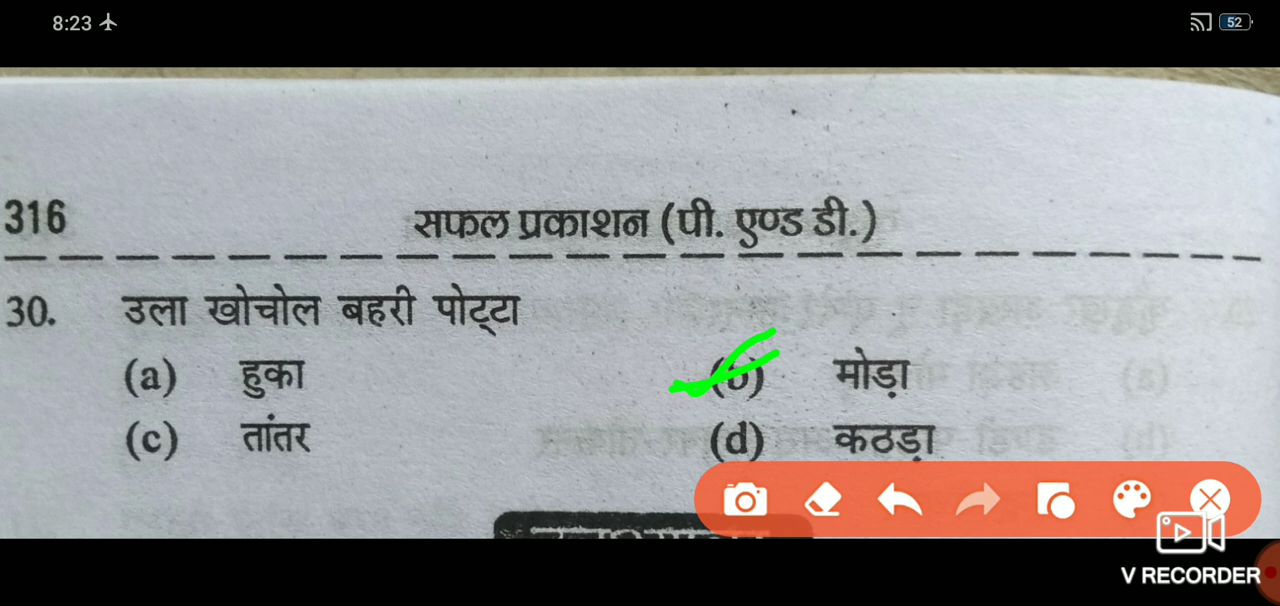 8:23
52
316
सफल प्रकाशन (पी. एण्ड डी.)
30. उला खोचोल बहरी पोट्टा
(a) हुका (b) मोड़ा
(c) तांतर (d) कठड़ा
V RECORDER